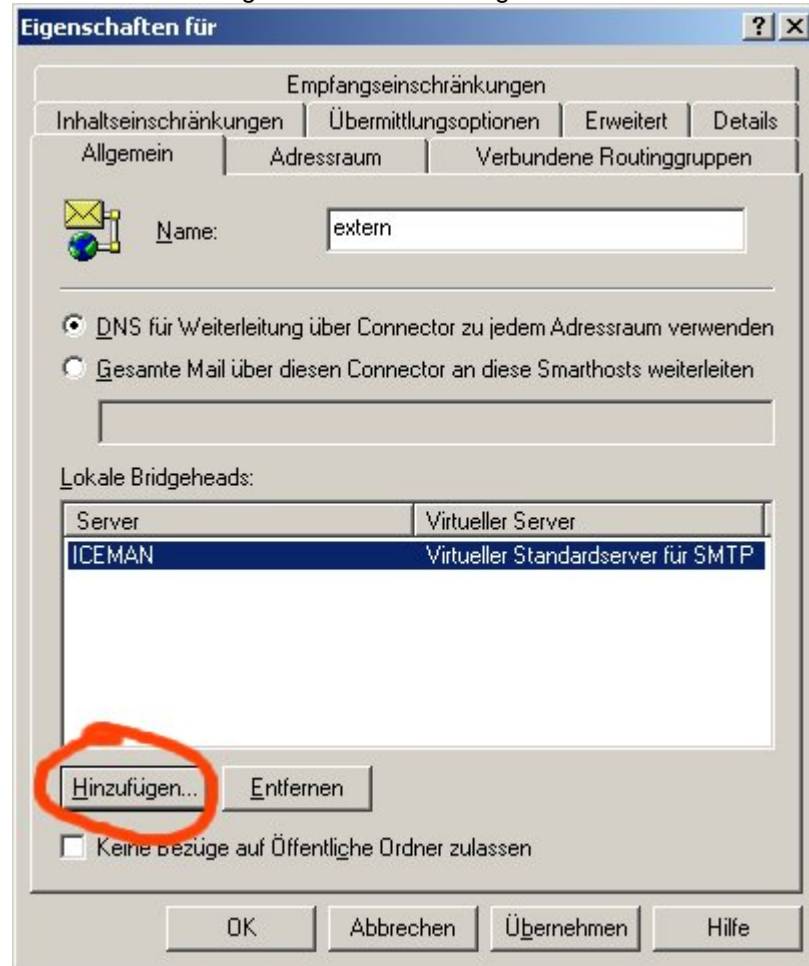 Eigenschaften für
Empfangseinschränkungen
Inhaltseinschränkungen Übermittlungsoptionen Erweitert Details
Allgemein Adressraum Verbundene Routinggruppen
Name: extern
DNS für Weiterleitung über Connector zu jedem Adressraum verwenden
Gesamte Mail über diesen Connector an diese Smarthosts weiterleiten
Lokale Bridgeheads:
Server Virtueller Server
ICEMAN Virtueller Standardserver für SMTP
Hinzufügen... Entfernen
Keine Bezüge auf Öffentliche Ordner zulassen
OK Abbrechen Übernehmen Hilfe